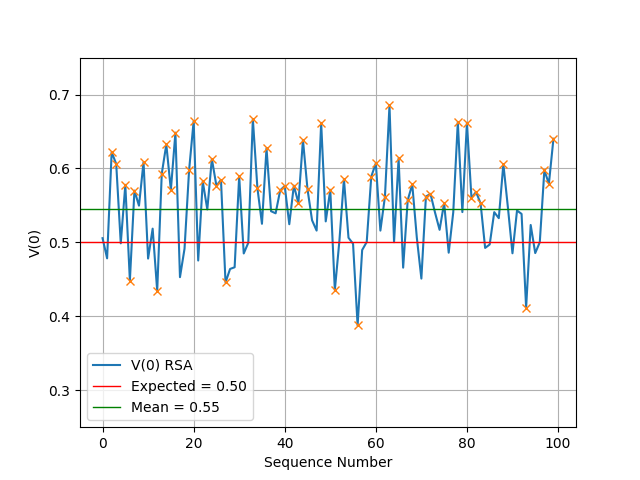 0.7
0.6
0.5
0.4
0.3
V(0)
V(0) RSA
Expected = 0.50
Mean = 0.55
0 20 40 60 80 100
Sequence Number